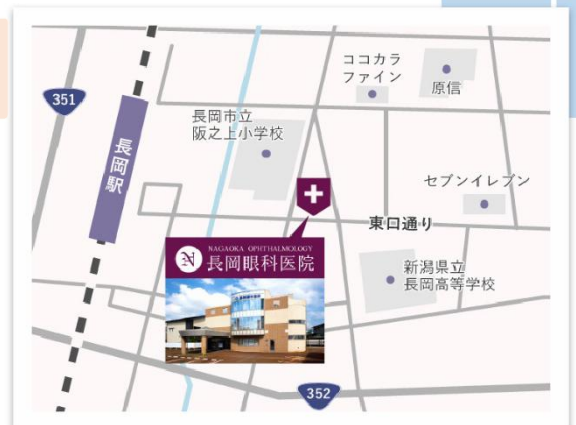 351
ココカラ
ファイン
原信
長岡市立
阪之上小学校
長岡駅
セブンイレブン
東口通り
NAGAOKA OPHTHALMOLOGY
長岡眼科医院
新潟県立
長岡高等学校
352